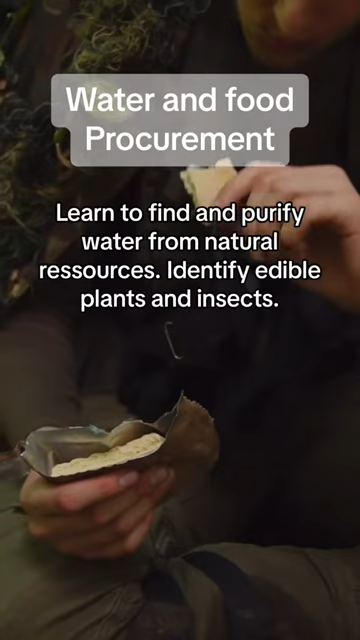 Water and food
Procurement
Learn to find and purify
water from natural
ressources. Identify edible
plants and insects.